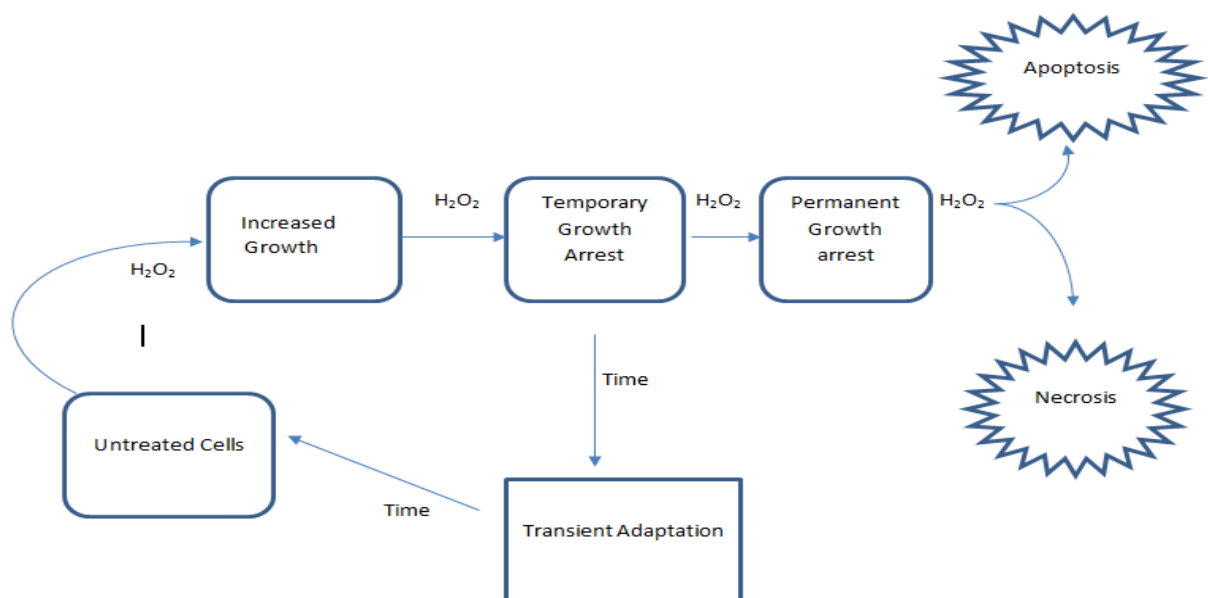 Apoptosis
Increased
Growth
H₂O₂
Temporary
Growth
Arrest
H₂O₂
Permanent
Growth
arrest
H₂O₂
H₂O₂
Time
Necrosis
Untreated Cells
Time
Transient Adaptation